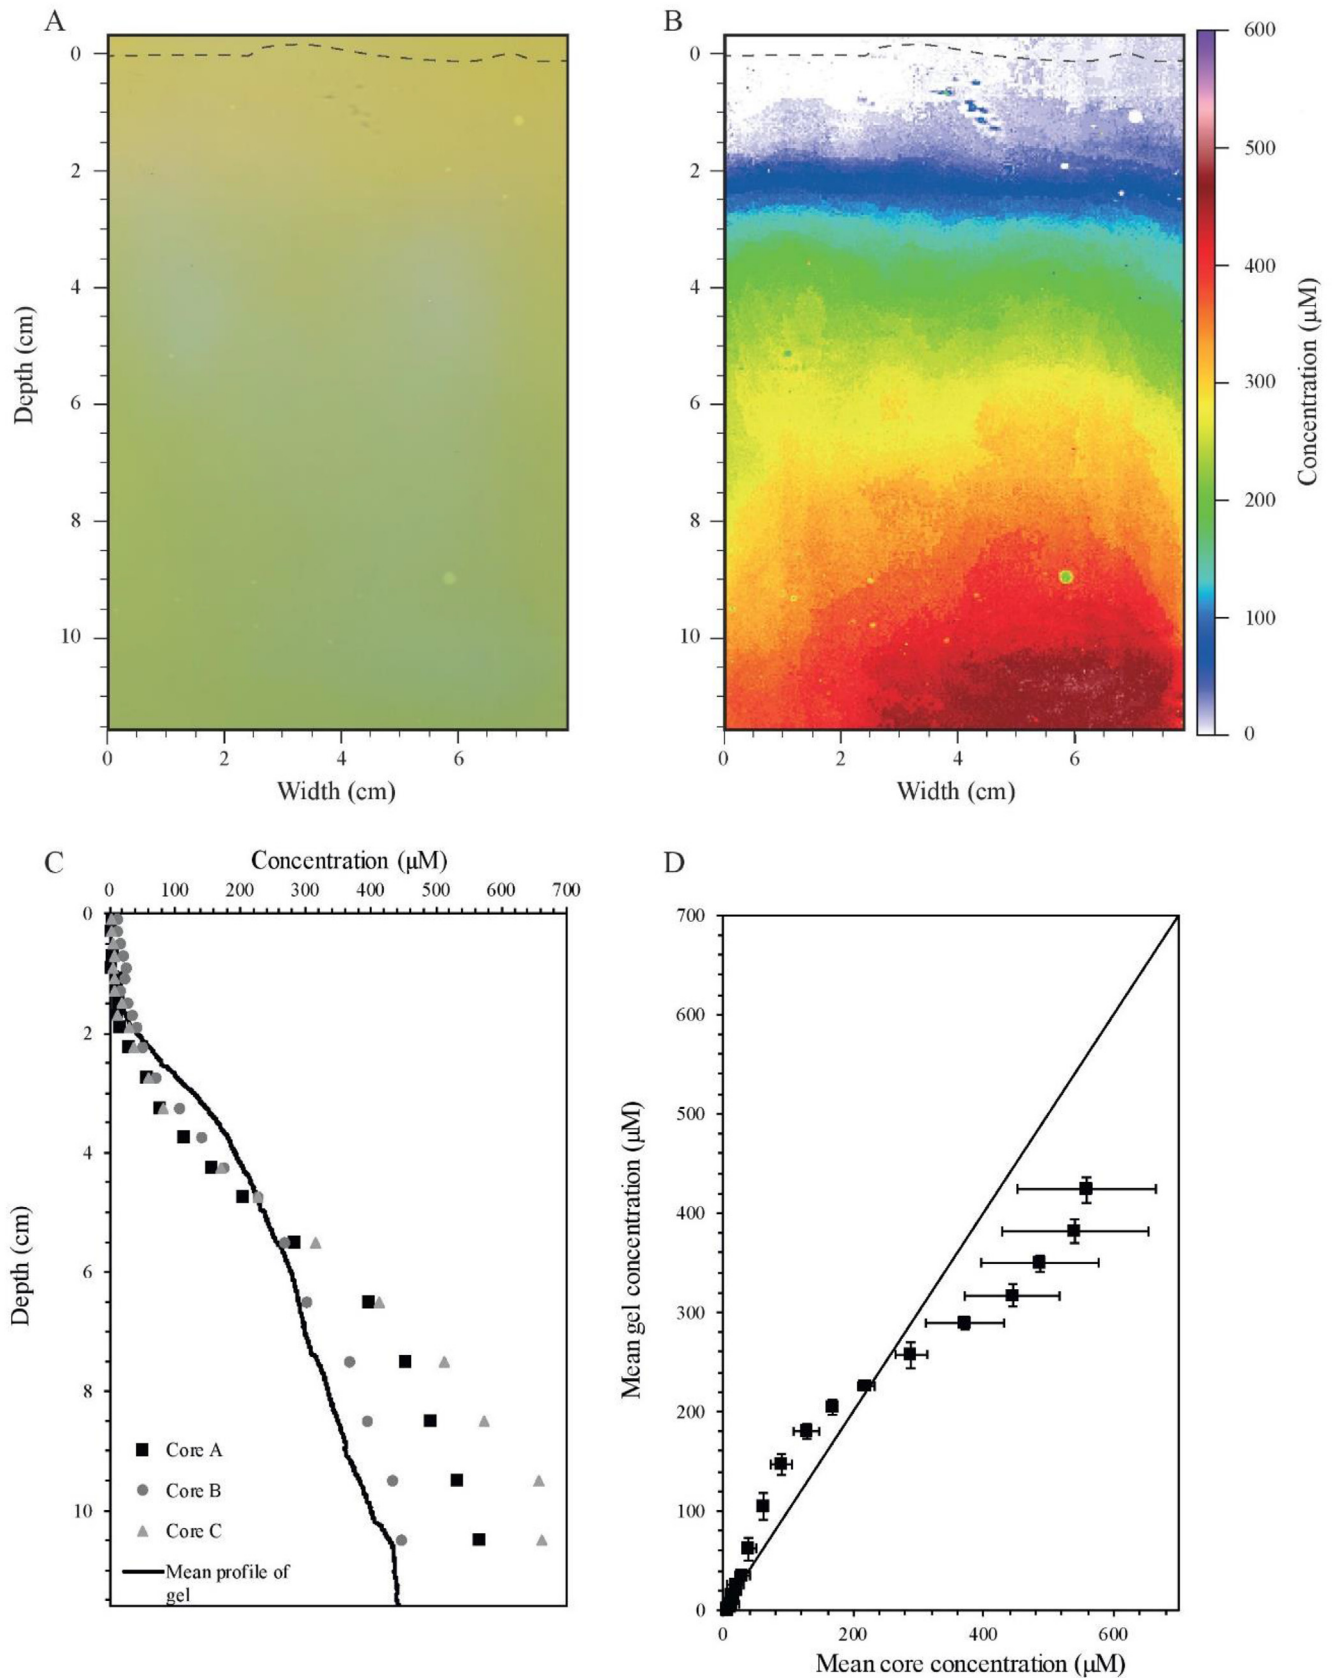 A
B
0
2
4
6
8
10
Depth (cm)
0
2
4
6
Width (cm)
0
2
4
6
8
10
0
2
4
6
Width (cm)
600
500
400
300
200
100
0
Concentration (μM)
C
Concentration (μM)
0 100 200 300 400 500 600 700
0
2
4
6
8
10
Depth (cm)
Core A
Core B
Core C
Mean profile of
gel
D
700
600
500
400
300
200
100
0
Mean gel concentration (μM)
0
200
400
600
Mean core concentration (μM)